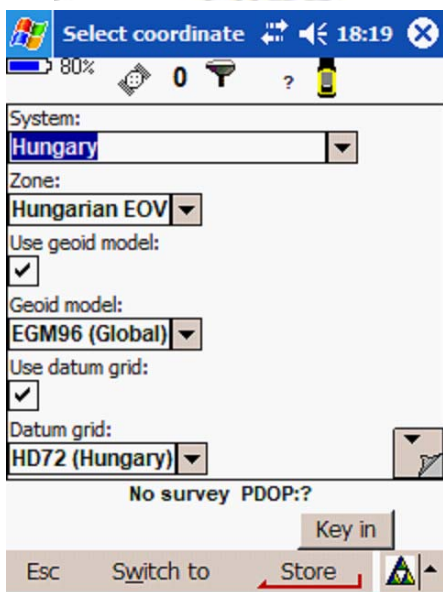 Select coordinate 18:19
80% 0 ?
System:
Hungary
Zone:
Hungarian EOV
Use geoid model:
Geoid model:
EGM96 (Global)
Use datum grid:
Datum grid:
HD72 (Hungary)
No survey PDOP:?
Key in
Esc Switch to Store